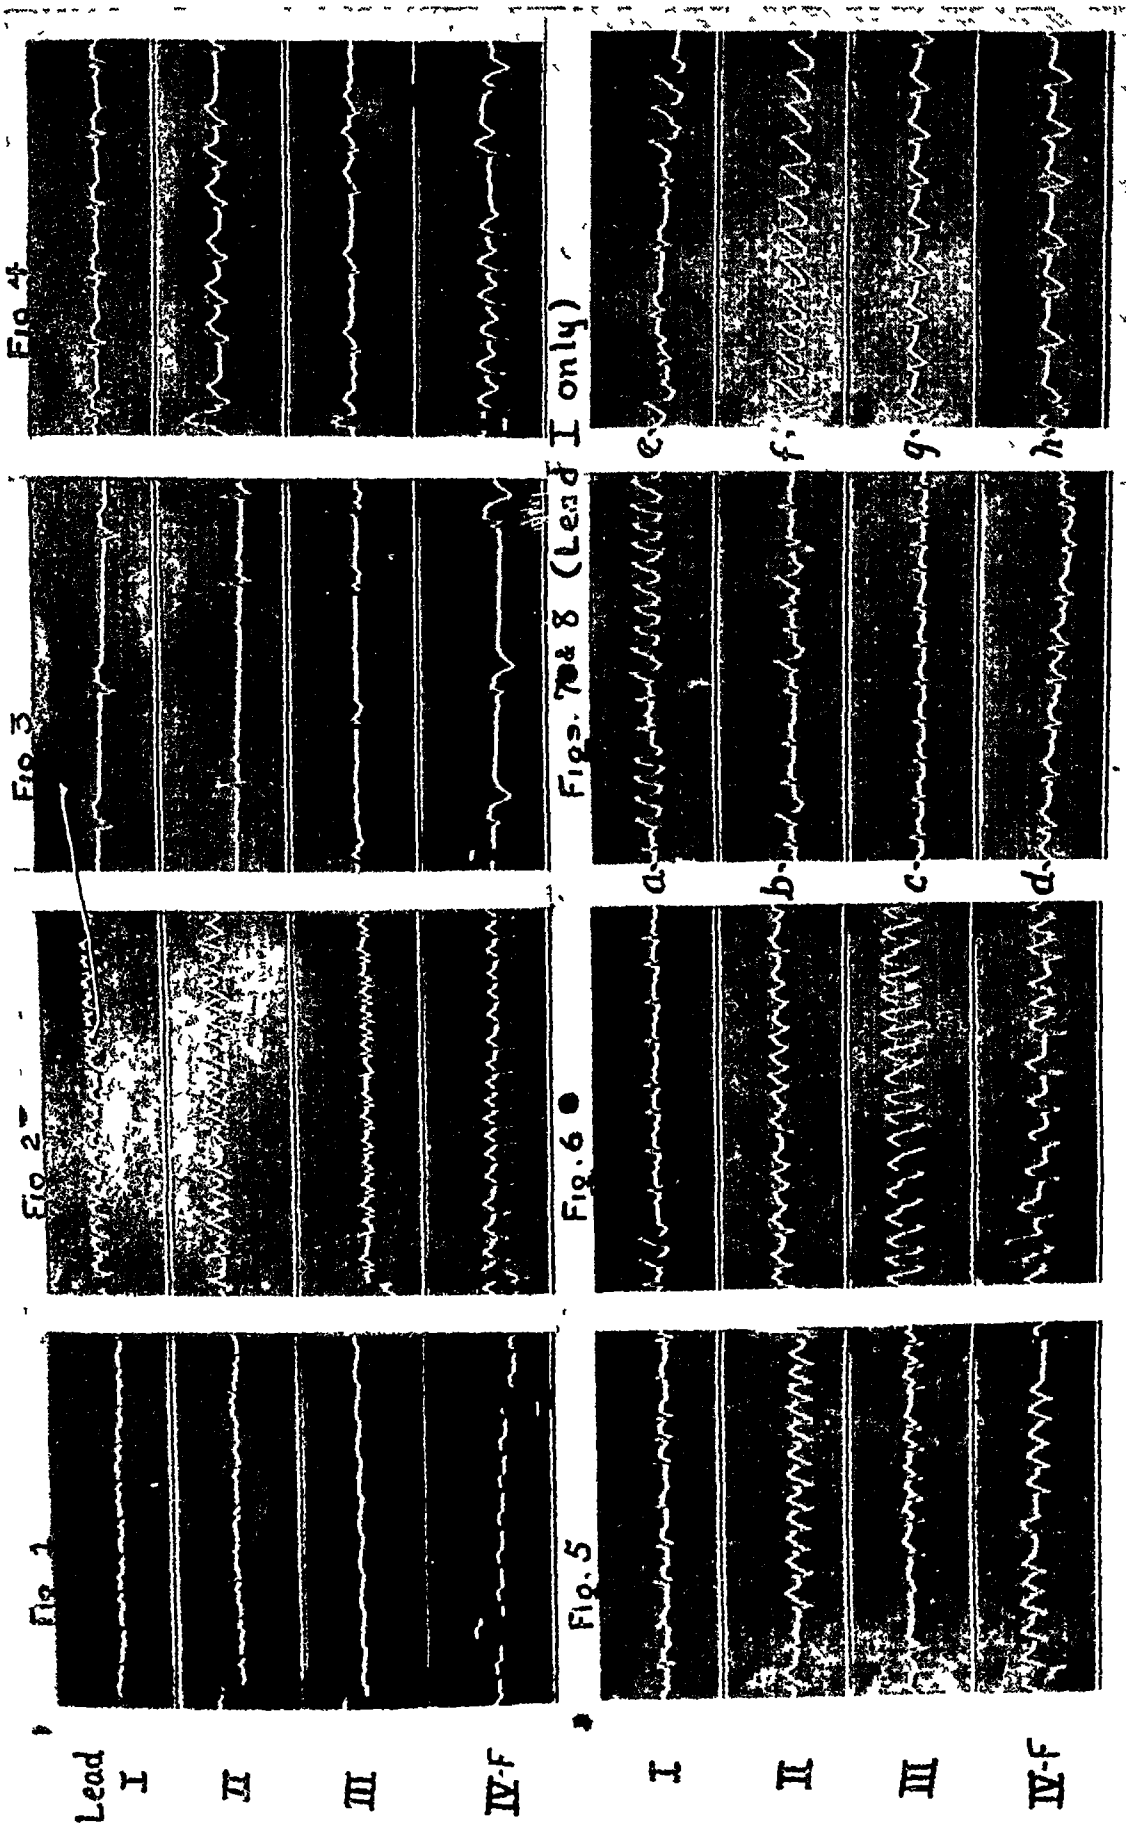 Fig 1
Fig 2
Fig 3
Fig 4
Lead
I
II
III
IV-F
Fig. 5
Fig. 6
Figs. 7 & 8 (Lead I only)
I
II
III
IV-F
a.
b.
c.
d.
e.
f.
g.
h.